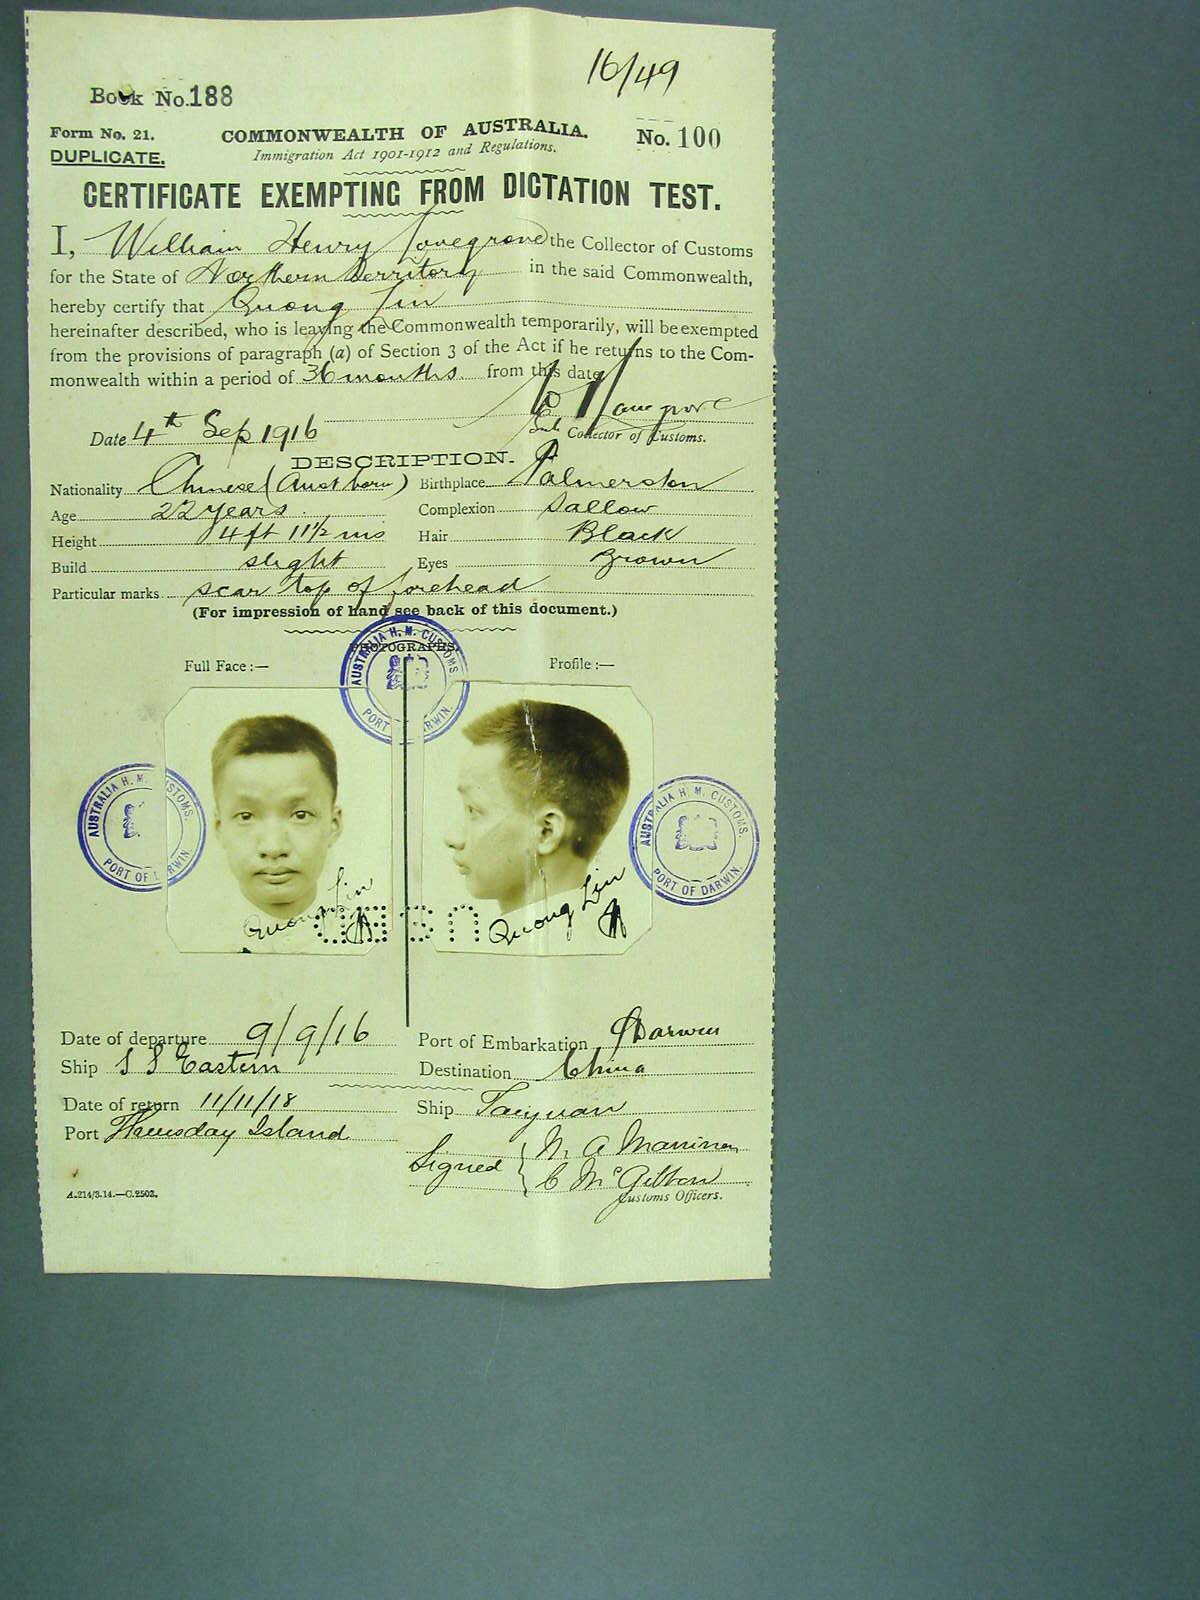 16/49
Book No.188
Form No. 21.
COMMONWEALTH OF AUSTRALIA.
No. 100
DUPLICATE.
Immigration Act 1901-1912 and Regulations.
CERTIFICATE EXEMPTING FROM DICTATION TEST.
I, William Henry Lovegrove the Collector of Customs
for the State of Northern Territory in the said Commonwealth,
hereby certify that Quong Lin
hereinafter described, who is leaving the Commonwealth temporarily, will be exempted
from the provisions of paragraph (a) of Section 3 of the Act if he returns to the Com-
monwealth within a period of 36 months from this date
Date 4th Sep 1916
Sub Collector of Customs.
DESCRIPTION.
Nationality Chinese (Aust born) Birthplace Palmerston
Age 22 years. Complexion Sallow
Height 4 ft 11½ ins Hair Black
Build slight Eyes Brown
Particular marks scar top of forehead
(For impression of hand see back of this document.)
PHOTOGRAPHS.
Full Face :— Profile :—
AUSTRALIA H. M. CUSTOMS.
PORT OF DARWIN.
AUSTRALIA H. M. CUSTOMS.
PORT OF DARWIN.
AUSTRALIA H. M. CUSTOMS.
PORT OF DARWIN.
Quong Lin
Quong Lin
Date of departure 9/9/16 Port of Embarkation Darwin
Ship S S Eastern Destination China
Date of return 11/11/18 Ship Taiyuan
Port Thursday Island
Signed
C McGibbon
Customs Officers.
A.214/3.14.—C.2503.